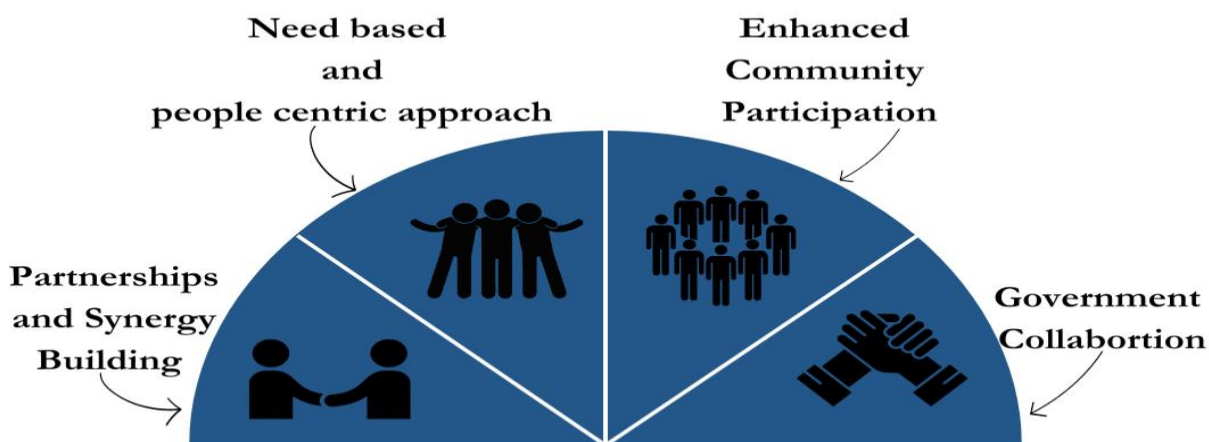 Need based
and
people centric approach
Enhanced
Community
Participation
Partnerships
and Synergy
Building
Government
Collabortion